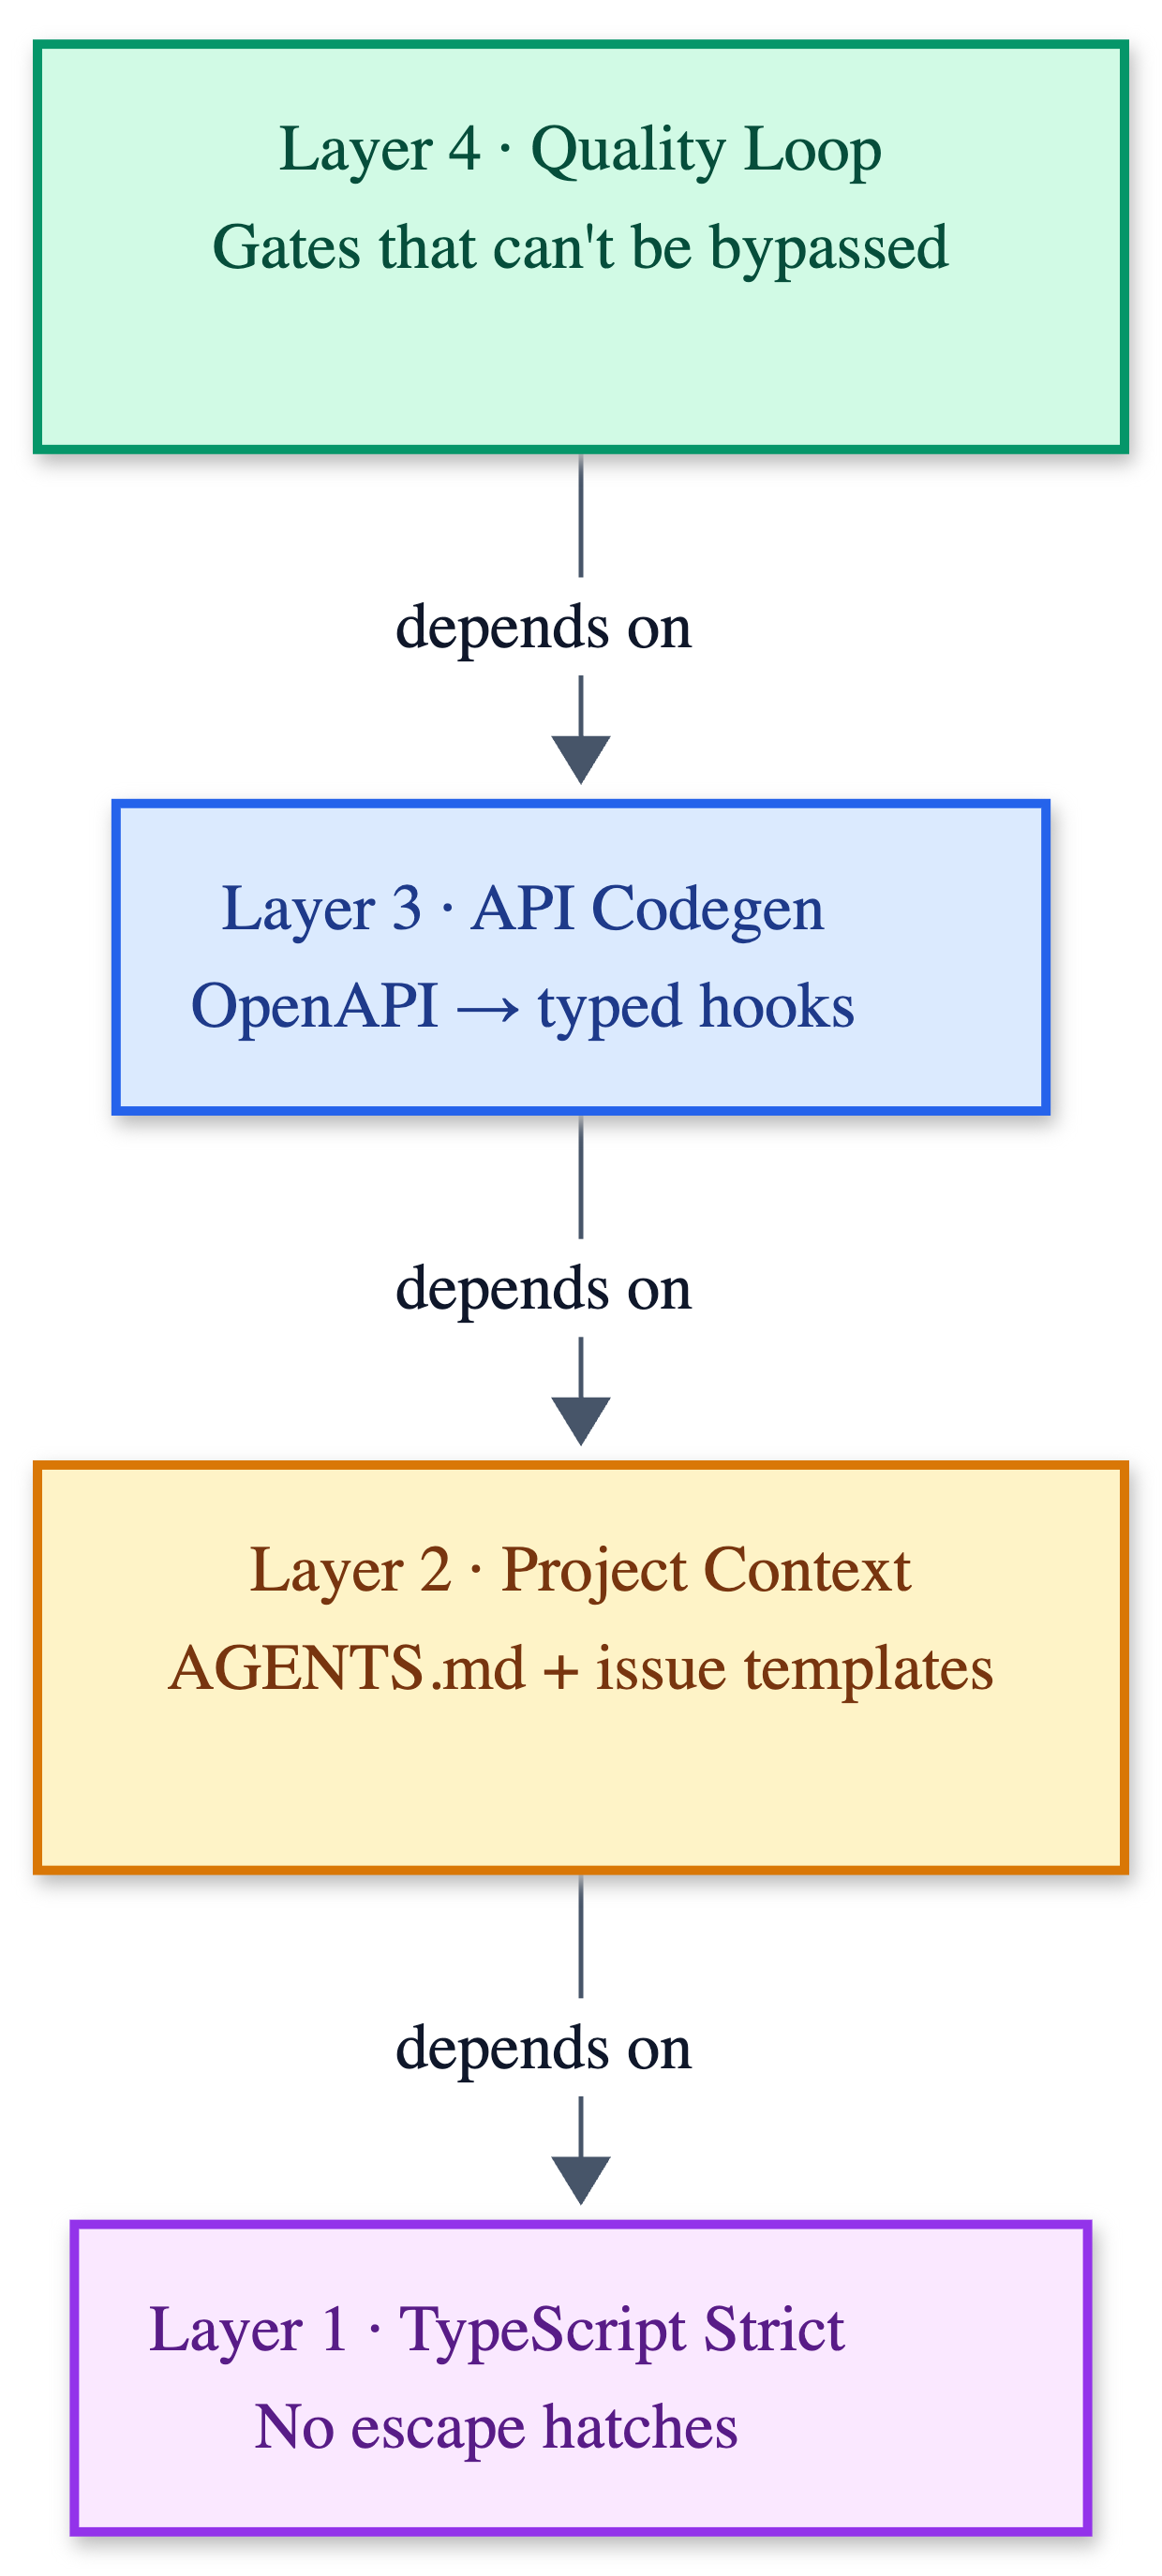 Layer 4 · Quality Loop
Gates that can't be bypassed
depends on
Layer 3 · API Codegen
OpenAPI → typed hooks
depends on
Layer 2 · Project Context
AGENTS.md + issue templates
depends on
Layer 1 · TypeScript Strict
No escape hatches